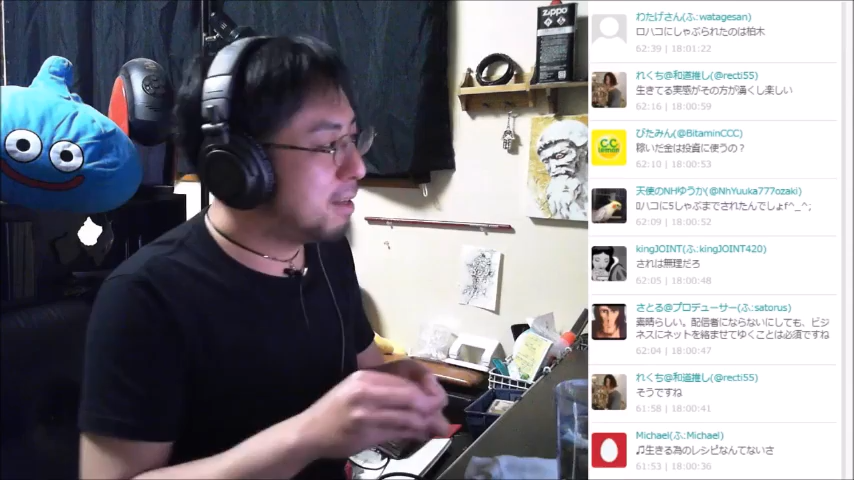 zippo
わたげさん(ふ:watagesan)
ロハコにしゃぶられたのは柏木
62:39 | 18:01:22
れくち@和道推し(@recti55)
生きてる実感がその方が湧くし楽しい
62:16 | 18:00:59
びたみん(@BitaminCCC)
稼いだ金は投資に使うの？
62:10 | 18:00:53
天使のNHゆうか(@NhYuuka777ozaki)
ﾛハコに5しゃぶまでされたんでしょf^_^;
62:09 | 18:00:52
kingJOINT(ふ:kingJOINT420)
されは無理だろ
62:05 | 18:00:48
さとる@プロデューサー(ふ:satorus)
素晴らしい。配信者にならないにしても、ビジ
ネスにネットを絡ませてゆくことは必須ですね
62:04 | 18:00:47
れくち@和道推し(@recti55)
そうですね
61:58 | 18:00:41
Michael(ふ:Michael)
♫生きる為のレシピなんてないさ
61:53 | 18:00:36